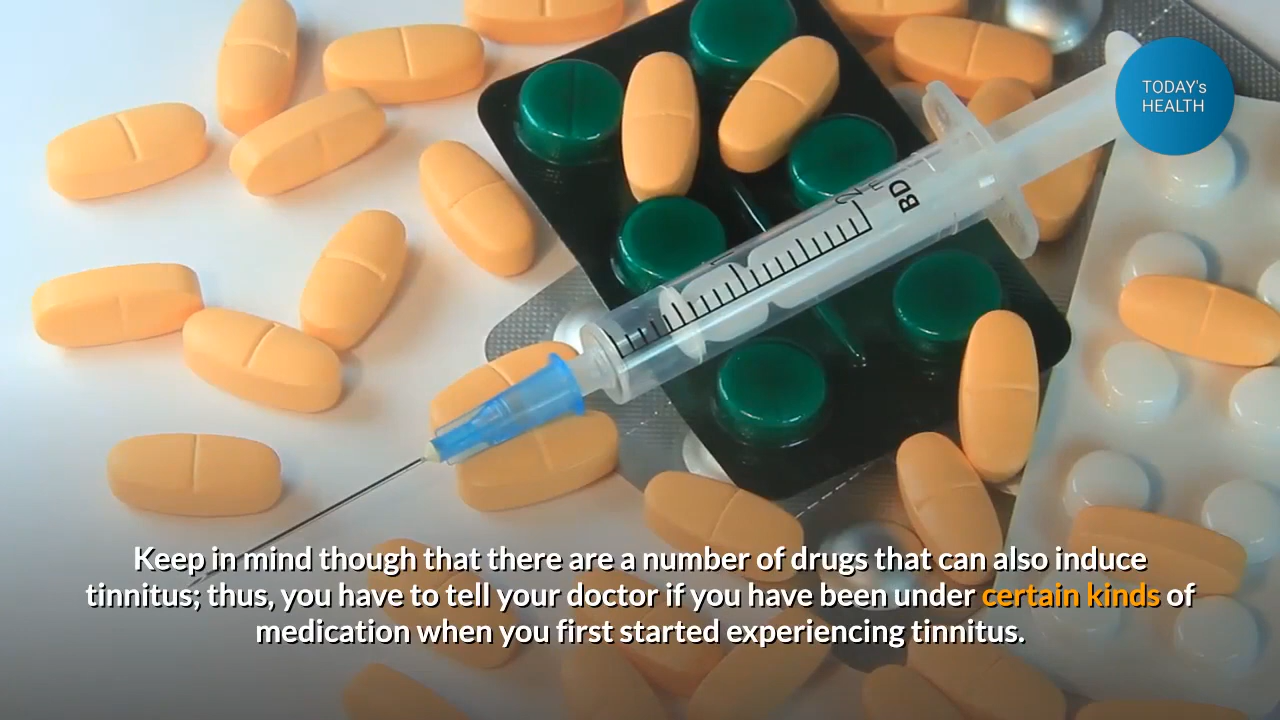 TODAY's
HEALTH
BD
Keep in mind though that there are a number of drugs that can also induce
tinnitus; thus, you have to tell your doctor if you have been under certain kinds of
medication when you first started experiencing tinnitus.